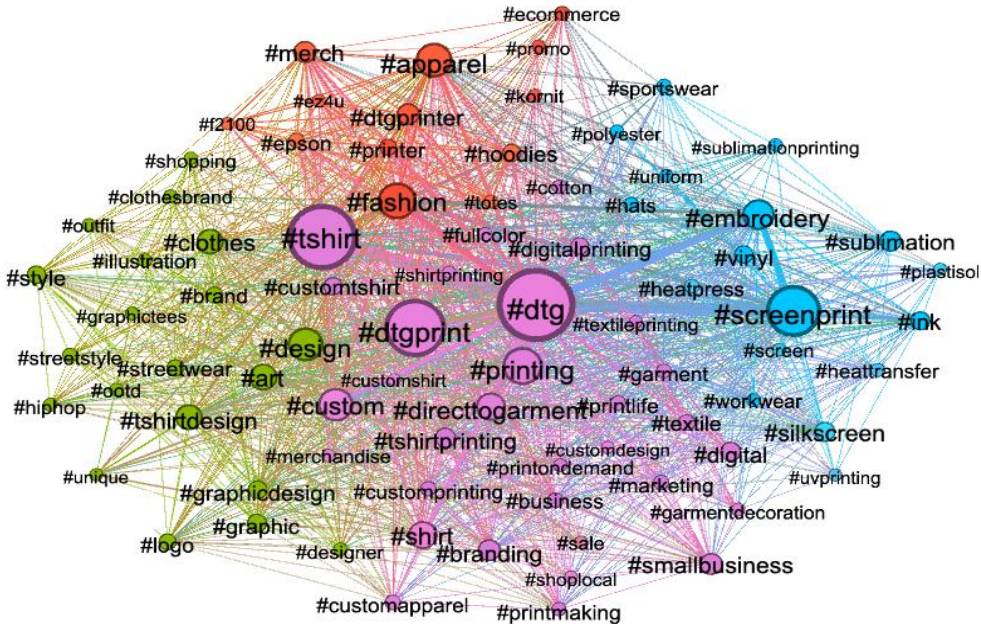 #ecommerce
#merch
#promo
#apparel
#sportswear
#ez4u
#kornit
#f2100
#dtgprinter
#polyester
#epson
#printer
#hoodies
#sublimationprinting
#shopping
#uniform
#cotton
#clothesbrand
#fashion
#totes
#hats
#embroidery
#outfit
#clothes
#tshirt
#fullcolor
#digitalprinting
#sublimation
#illustration
#vinyl
#style
#shirtprinting
#plastisol
#customtshirt
#heatpress
#brand
#dtg
#graphictees
#dtgprint
#textileprinting
#screenprint
#ink
#design
#screen
#streetstyle
#streetwear
#printing
#art
#customshirt
#garment
#heattransfer
#ootd
#hiphop
#custom
#directtogarment
#printlife
#workwear
#tshirtdesign
#textile
#tshirtprinting
#silkscreen
#merchandise
#customdesign
#digital
#printondemand
#unique
#uvprinting
#graphicdesign
#customprinting
#marketing
#business
#garmentdecoration
#graphic
#shirt
#logo
#designer
#branding
#sale
#smallbusiness
#shoplocal
#customapparel
#printmaking